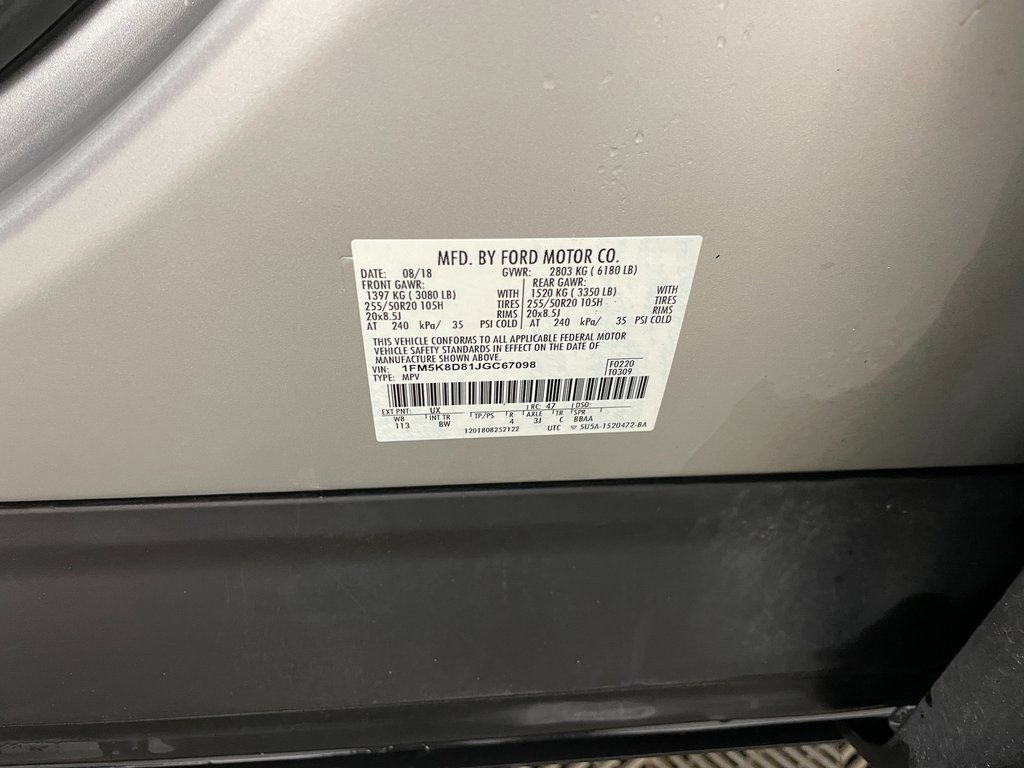 MFD. BY FORD MOTOR CO.
DATE: 08/18 GVWR: 2803 KG ( 6180 LB)
FRONT GAWR: REAR GAWR:
1397 KG ( 3080 LB) WITH 1520 KG ( 3350 LB) WITH
255/50R20 105H TIRES 255/50R20 105H TIRES
20x8.5J RIMS 20x8.5J RIMS
AT 240 kPa/ 35 PSI COLD AT 240 kPa/ 35 PSI COLD
THIS VEHICLE CONFORMS TO ALL APPLICABLE FEDERAL MOTOR
VEHICLE SAFETY STANDARDS IN EFFECT ON THE DATE OF
MANUFACTURE SHOWN ABOVE.
VIN: 1FM5K8D81JGC67098 F0220
TYPE: MPV T0309
EXT PNT: UX RC: 47 DSO:
WB INT TR TP/PS R AXLE TR SPR
113 BW 4 3J C BBAA
1201808252122 UTC 5U5A-1520472-BA